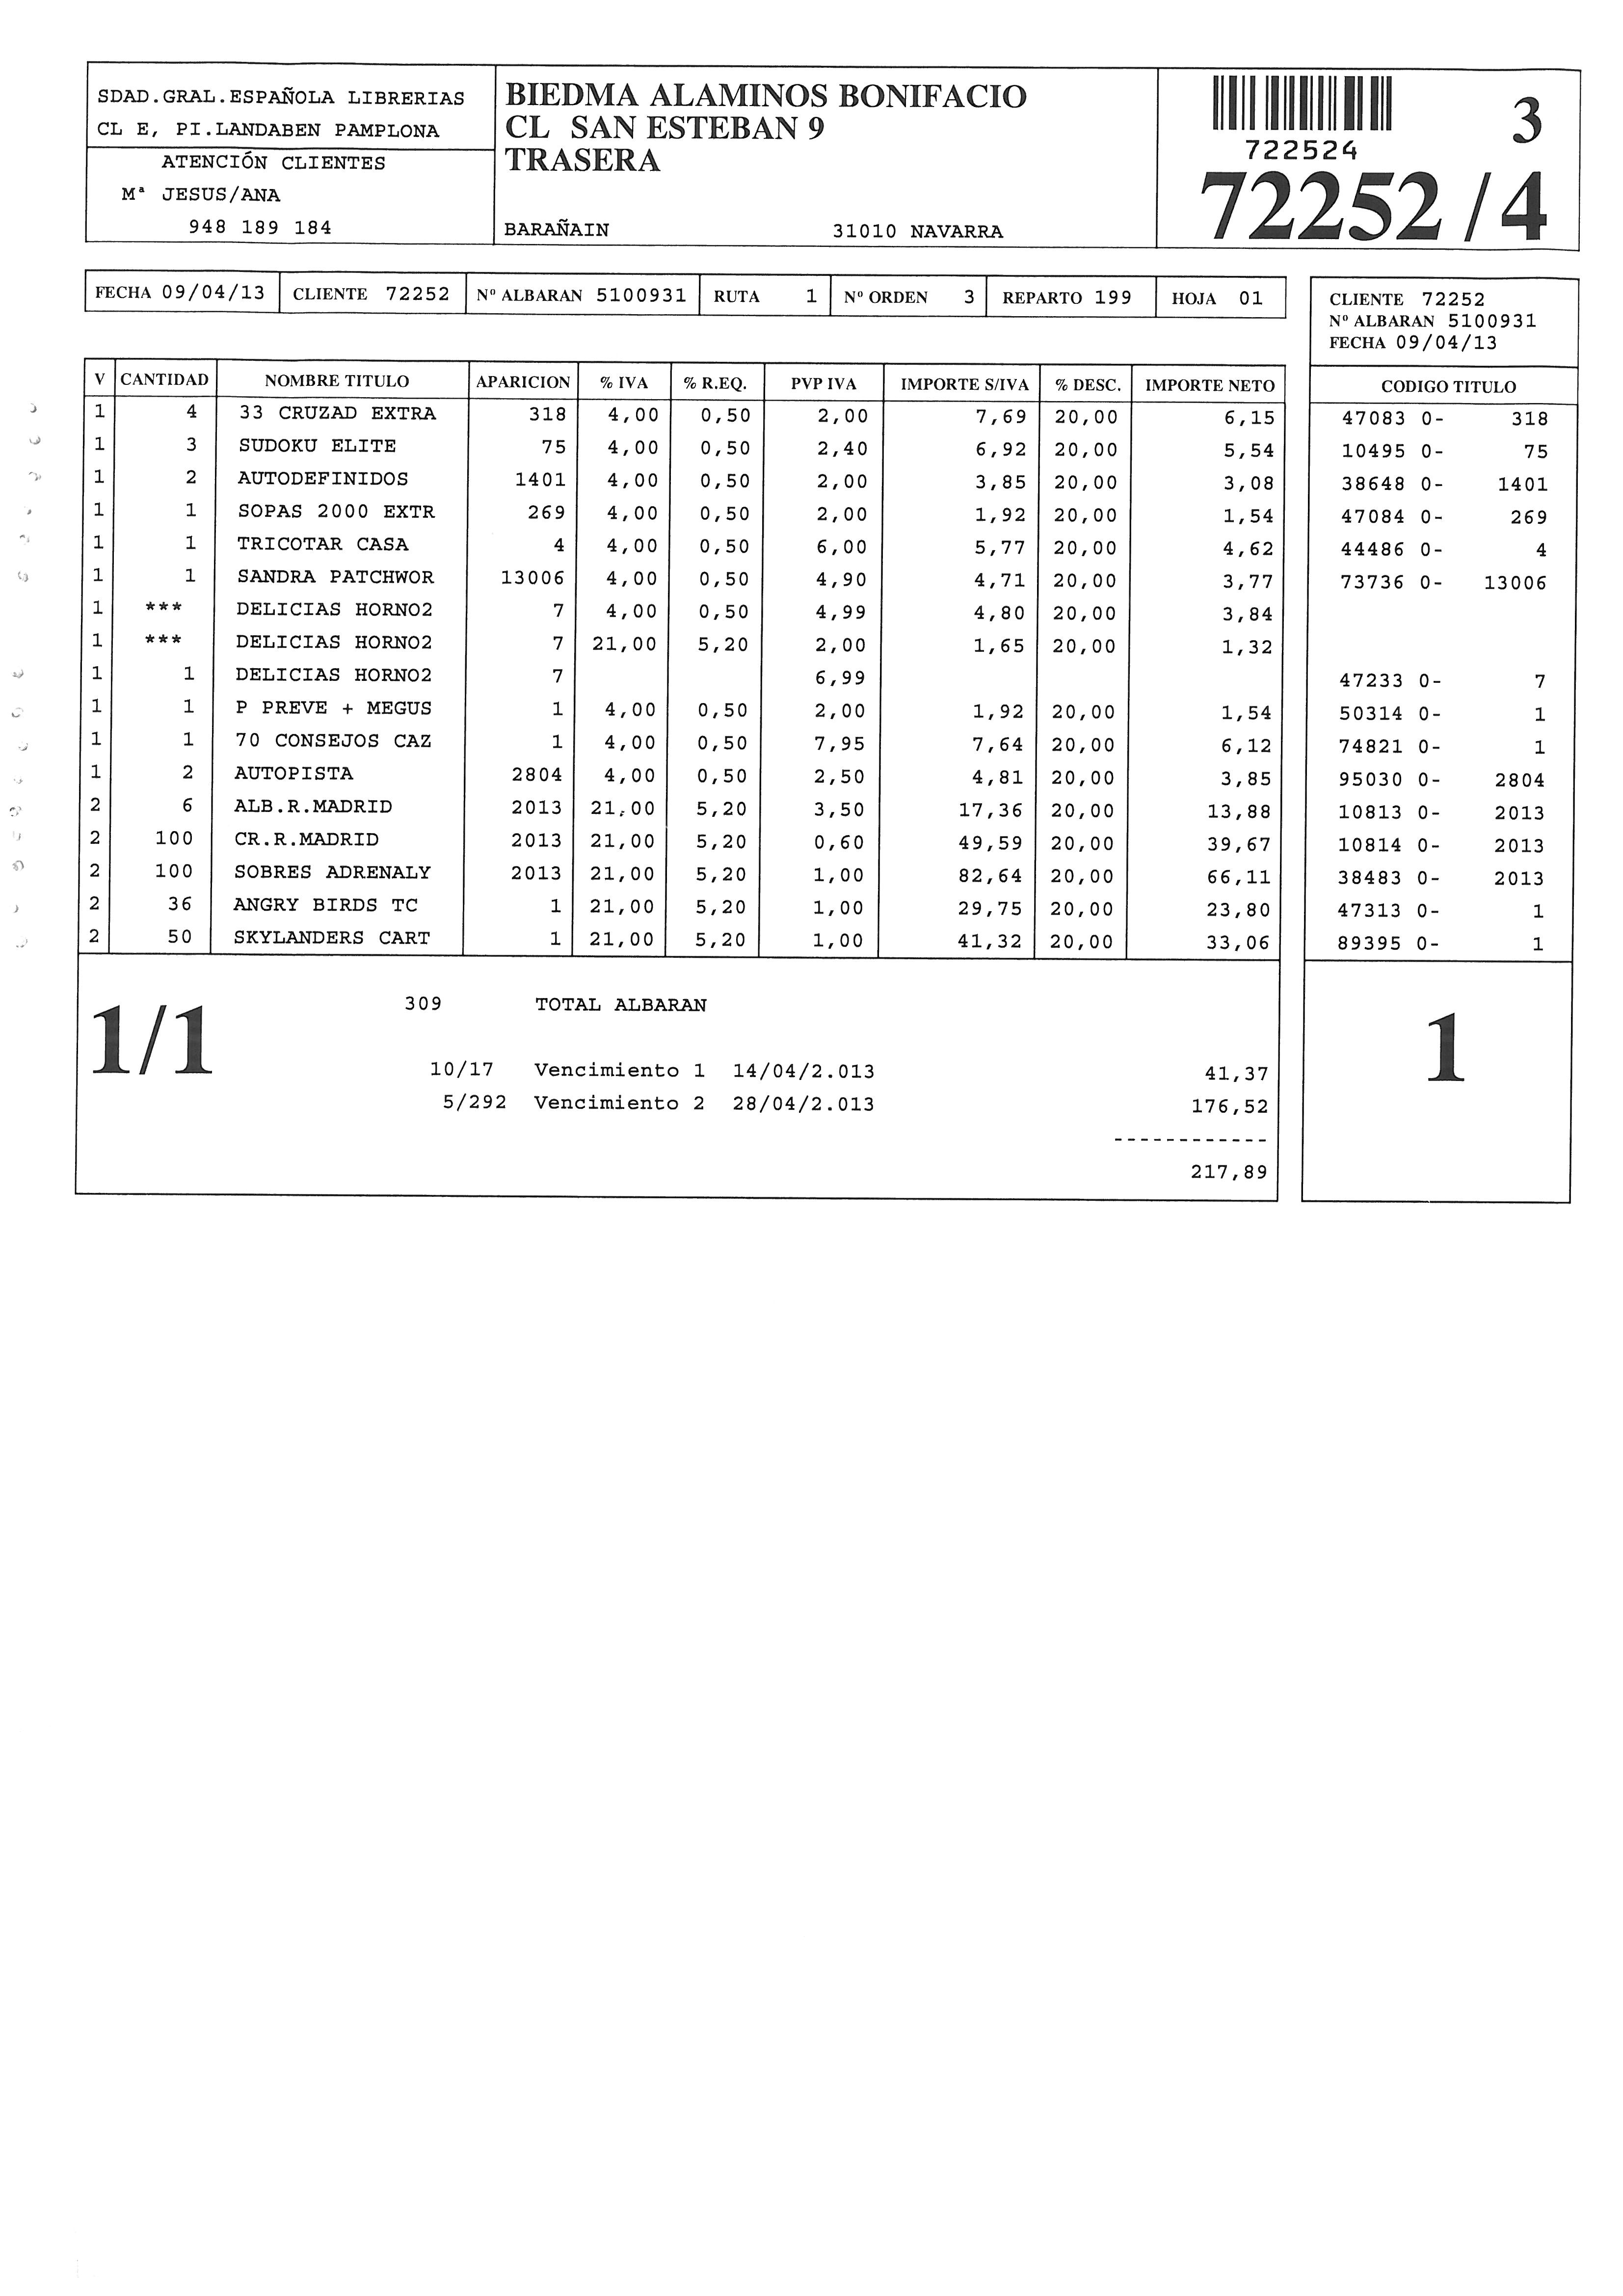 SDAD.GRAL.ESPAÑOLA LIBRERIAS
CL E, PI.LANDABEN PAMPLONA
ATENCIÓN CLIENTES
Mª JESUS/ANA
948 189 184
BIEDMA ALAMINOS BONIFACIO
CL SAN ESTEBAN 9
TRASERA
BARAÑAIN 31010 NAVARRA
3
722524
72252 / 4
FECHA 09/04/13 CLIENTE 72252 Nº ALBARAN 5100931 RUTA 1 Nº ORDEN 3 REPARTO 199 HOJA 01
CLIENTE 72252
Nº ALBARAN 5100931
FECHA 09/04/13
V CANTIDAD NOMBRE TITULO APARICION % IVA % R.EQ. PVP IVA IMPORTE S/IVA % DESC. IMPORTE NETO CODIGO TITULO
1 4 33 CRUZAD EXTRA 318 4,00 0,50 2,00 7,69 20,00 6,15 47083 0- 318
1 3 SUDOKU ELITE 75 4,00 0,50 2,40 6,92 20,00 5,54 10495 0- 75
1 2 AUTODEFINIDOS 1401 4,00 0,50 2,00 3,85 20,00 3,08 38648 0- 1401
1 1 SOPAS 2000 EXTR 269 4,00 0,50 2,00 1,92 20,00 1,54 47084 0- 269
1 1 TRICOTAR CASA 4 4,00 0,50 6,00 5,77 20,00 4,62 44486 0- 4
1 1 SANDRA PATCHWOR 13006 4,00 0,50 4,90 4,71 20,00 3,77 73736 0- 13006
1 *** DELICIAS HORNO2 7 4,00 0,50 4,99 4,80 20,00 3,84
1 *** DELICIAS HORNO2 7 21,00 5,20 2,00 1,65 20,00 1,32
1 1 DELICIAS HORNO2 7 6,99 47233 0- 7
1 1 P PREVE + MEGUS 1 4,00 0,50 2,00 1,92 20,00 1,54 50314 0- 1
1 1 70 CONSEJOS CAZ 1 4,00 0,50 7,95 7,64 20,00 6,12 74821 0- 1
1 2 AUTOPISTA 2804 4,00 0,50 2,50 4,81 20,00 3,85 95030 0- 2804
2 6 ALB.R.MADRID 2013 21,00 5,20 3,50 17,36 20,00 13,88 10813 0- 2013
2 100 CR.R.MADRID 2013 21,00 5,20 0,60 49,59 20,00 39,67 10814 0- 2013
2 100 SOBRES ADRENALY 2013 21,00 5,20 1,00 82,64 20,00 66,11 38483 0- 2013
2 36 ANGRY BIRDS TC 1 21,00 5,20 1,00 29,75 20,00 23,80 47313 0- 1
2 50 SKYLANDERS CART 1 21,00 5,20 1,00 41,32 20,00 33,06 89395 0- 1
1/1
309 TOTAL ALBARAN
10/17 Vencimiento 1 14/04/2.013 41,37
5/292 Vencimiento 2 28/04/2.013 176,52
------------
217,89
1